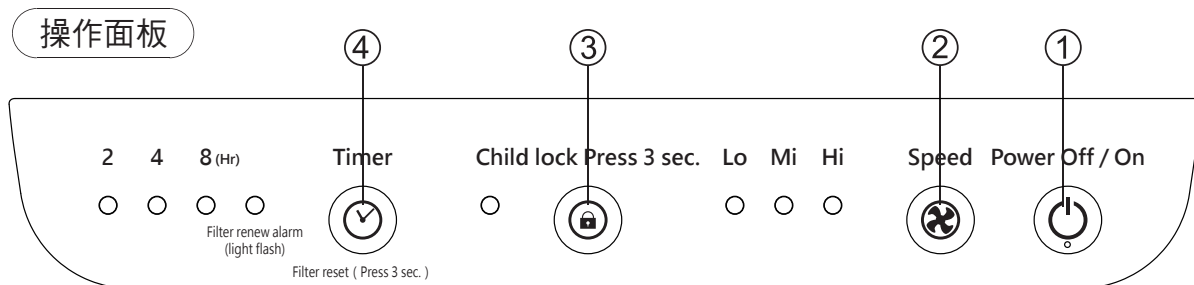 操作面板
④ ③ ② ①
2 4 8 (Hr) Timer Child lock Press 3 sec. Lo Mi Hi Speed Power Off / On
Filter renew alarm
(light flash)
Filter reset ( Press 3 sec. )